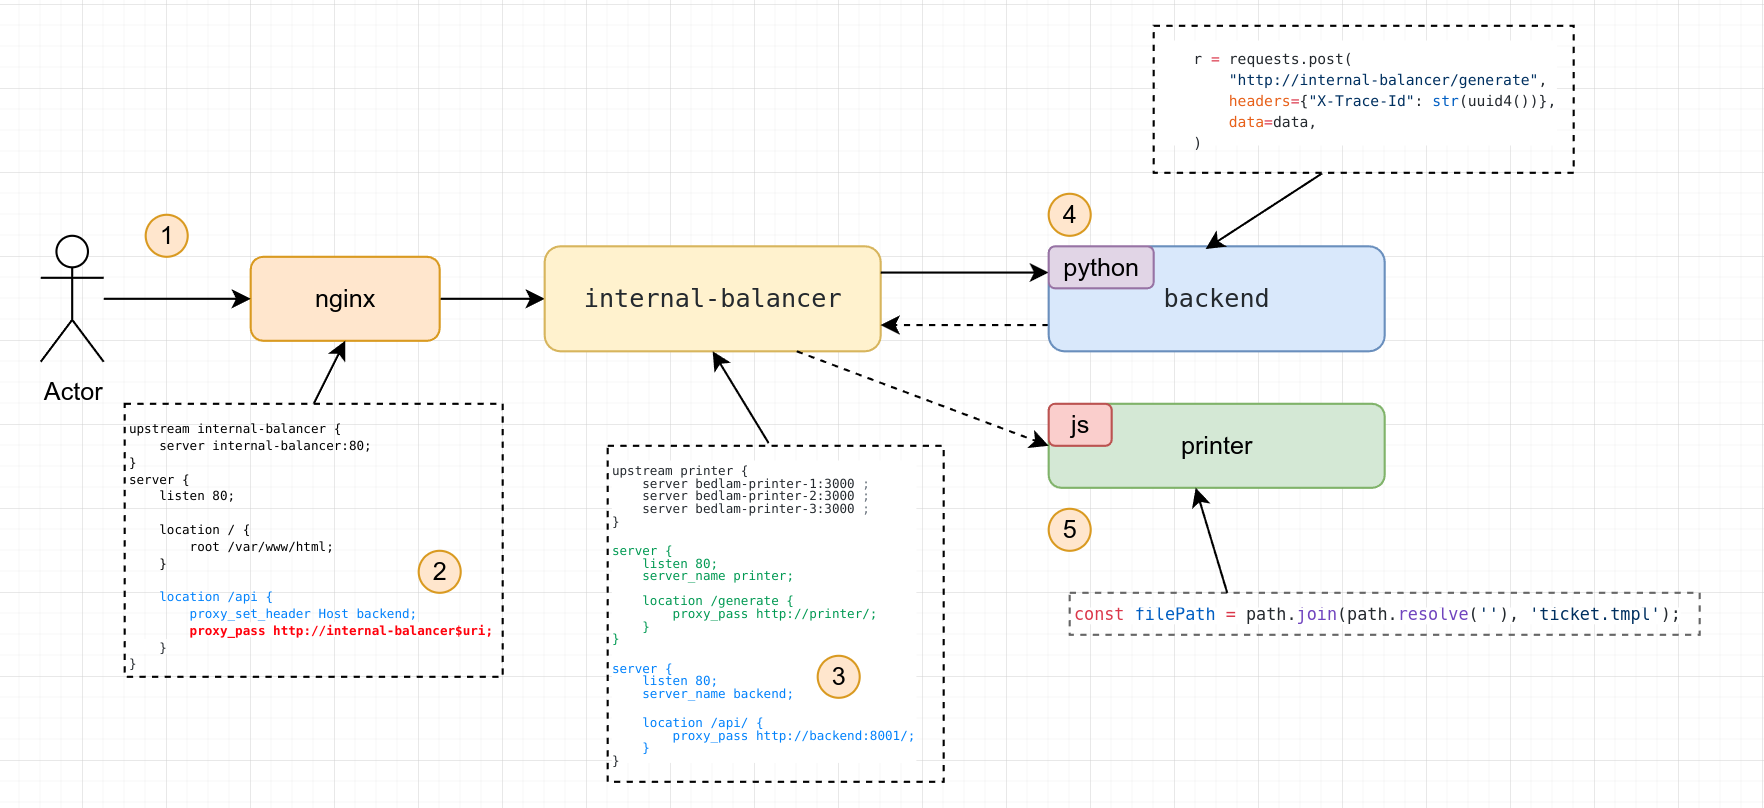 r = requests.post(
    "http://internal-balancer/generate",
    headers={"X-Trace-Id": str(uuid4())},
    data=data,
)
1
4
Actor
nginx
internal-balancer
python
backend
js
printer
5
upstream internal-balancer {
    server internal-balancer:80;
}
server {
    listen 80;
    location / {
        root /var/www/html;
    }
    location /api {
        proxy_set_header Host backend;
        proxy_pass http://internal-balancer$uri;
    }
}
2
upstream printer {
    server bedlam-printer-1:3000 ;
    server bedlam-printer-2:3000 ;
    server bedlam-printer-3:3000 ;
}
server {
    listen 80;
    server_name printer;
    location /generate {
        proxy_pass http://printer/;
    }
}
server {
    listen 80;
    server_name backend;
    location /api/ {
        proxy_pass http://backend:8001/;
    }
}
3
const filePath = path.join(path.resolve(''), 'ticket.tmpl');